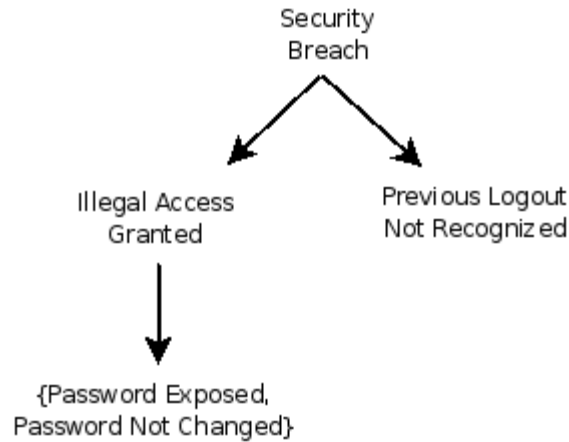 Security
Breach
Illegal Access
Granted
Previous Logout
Not Recognized
{Password Exposed,
Password Not Changed}